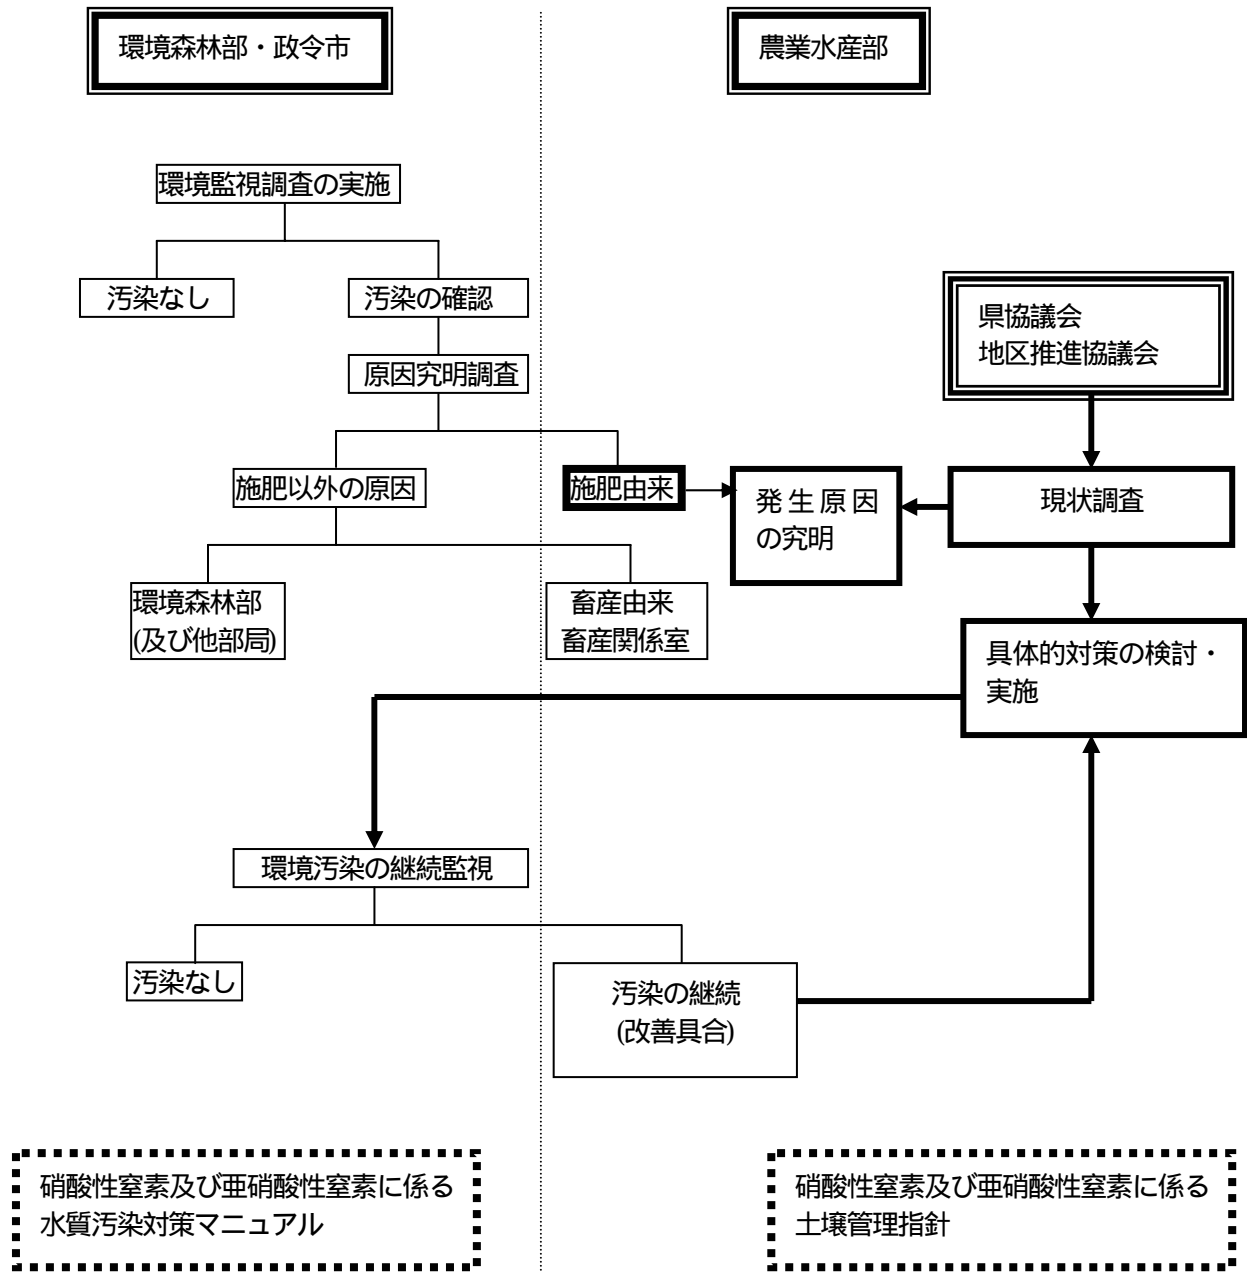 環境森林部・政令市
農業水産部
環境監視調査の実施
汚染なし
汚染の確認
県協議会
地区推進協議会
原因究明調査
施肥以外の原因
施肥由来
発生原因
の究明
現状調査
環境森林部
(及び他部局)
畜産由来
畜産関係室
具体的対策の検討・
実施
環境汚染の継続監視
汚染なし
汚染の継続
(改善具合)
硝酸性窒素及び亜硝酸性窒素に係る
水質汚染対策マニュアル
硝酸性窒素及び亜硝酸性窒素に係る
土壌管理指針